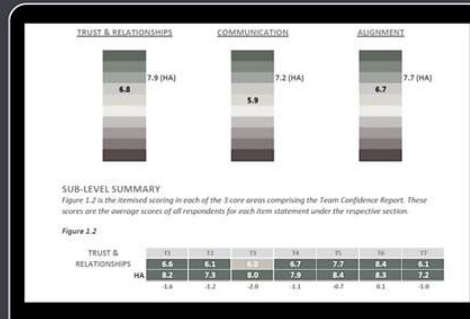 TRUST & RELATIONSHIPS COMMUNICATION ALIGNMENT
7.9 (HA) 7.2 (HA) 7.7 (HA)
6.8 5.9 6.7
SUB-LEVEL SUMMARY
Figure 1.2 is the itemised scoring in each of the 3 core areas comprising the Team Confidence Report. These
scores are the average scores of all respondents for each item statement under the respective section.
Figure 1.2
TRUST & T1 T2 T3 T4 T5 T6 T7
RELATIONSHIPS 6.6 6.1 6.0 6.7 7.7 8.4 6.1
HA 8.2 7.3 8.0 7.9 8.4 8.3 7.2
-1.6 -1.2 -2.0 -1.1 -0.7 0.1 -1.0